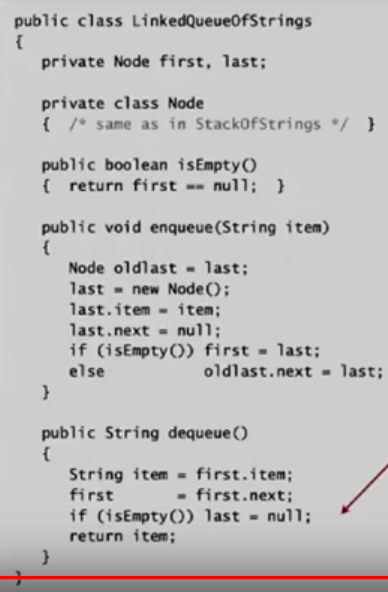 public class LinkedQueueOfStrings
{
private Node first, last;
private class Node
{ /* same as in StackOfStrings */ }
public boolean isEmpty()
{ return first == null; }
public void enqueue(String item)
{
Node oldlast = last;
last = new Node();
last.item = item;
last.next = null;
if (isEmpty()) first = last;
else oldlast.next = last;
}
public String dequeue()
{
String item = first.item;
first = first.next;
if (isEmpty()) last = null;
return item;
}
}